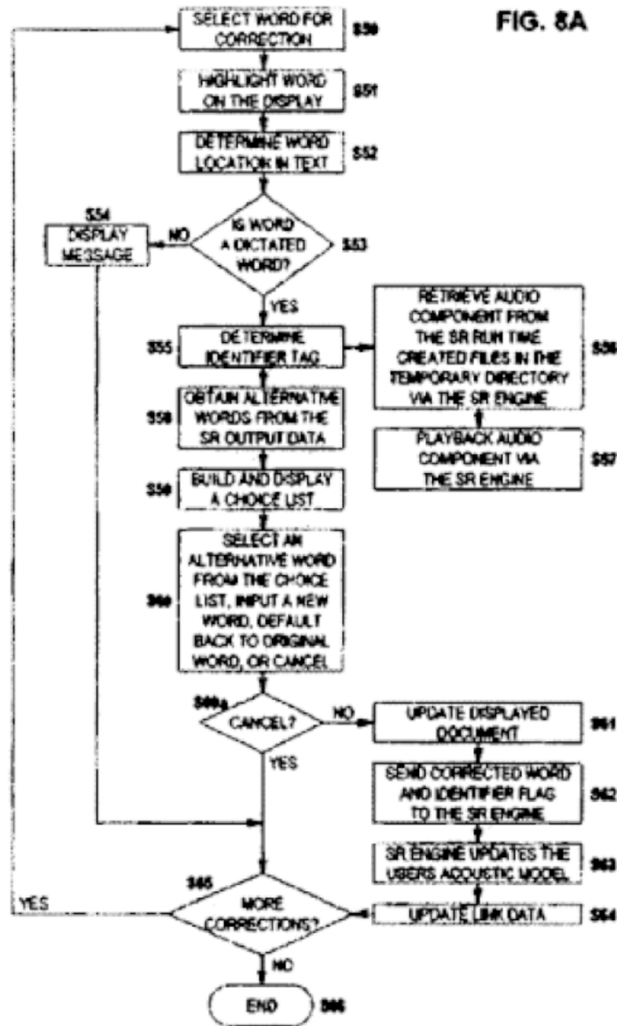 FIG. 8A
SELECT WORD FOR
CORRECTION
S50
HIGHLIGHT WORD
ON THE DISPLAY
S51
DETERMINE WORD
LOCATION IN TEXT
S52
IS WORD
A DICTATED
WORD?
S53
NO
S54
DISPLAY
MESSAGE
YES
S55
DETERMINE
IDENTIFIER TAG
RETRIEVE AUDIO
COMPONENT FROM
THE SR RUN TIME
CREATED FILES IN THE
TEMPORARY DIRECTORY
VIA THE SR ENGINE
S56
PLAYBACK AUDIO
COMPONENT VIA
THE SR ENGINE
S57
S58
OBTAIN ALTERNATIVE
WORDS FROM THE
SR OUTPUT DATA
S59
BUILD AND DISPLAY
A CHOICE LIST
S60
SELECT AN
ALTERNATIVE WORD
FROM THE CHOICE
LIST, INPUT A NEW
WORD, DEFAULT
BACK TO ORIGINAL
WORD, OR CANCEL
S60a
CANCEL?
NO
YES
UPDATE DISPLAYED
DOCUMENT
S61
SEND CORRECTED WORD
AND IDENTIFIER FLAG
TO THE SR ENGINE
S62
SR ENGINE UPDATES THE
USERS ACOUSTIC MODEL
S63
UPDATE LINK DATA
S64
S65
MORE
CORRECTIONS?
YES
NO
END
S66